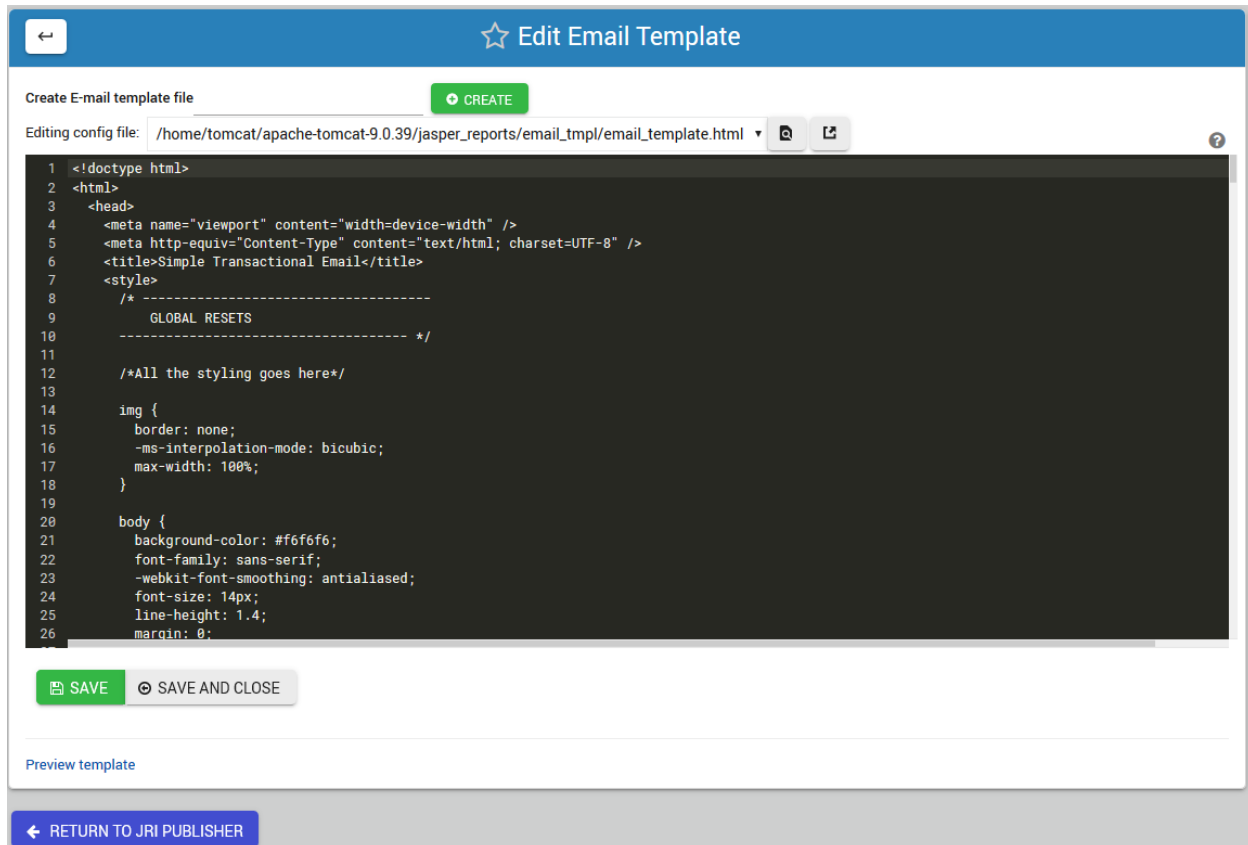 Edit Email Template
Create E-mail template file
CREATE
Editing config file: /home/tomcat/apache-tomcat-9.0.39/jasper_reports/email_tmpl/email_template.html
1 <!doctype html>
2 <html>
3 <head>
4 <meta name="viewport" content="width=device-width" />
5 <meta http-equiv="Content-Type" content="text/html; charset=UTF-8" />
6 <title>Simple Transactional Email</title>
7 <style>
8 /* -------------------------------------
9 GLOBAL RESETS
10 ------------------------------------- */
11
12 /*All the styling goes here*/
13
14 img {
15 border: none;
16 -ms-interpolation-mode: bicubic;
17 max-width: 100%;
18 }
19
20 body {
21 background-color: #f6f6f6;
22 font-family: sans-serif;
23 -webkit-font-smoothing: antialiased;
24 font-size: 14px;
25 line-height: 1.4;
26 margin: 0;
SAVE
SAVE AND CLOSE
Preview template
RETURN TO JRI PUBLISHER